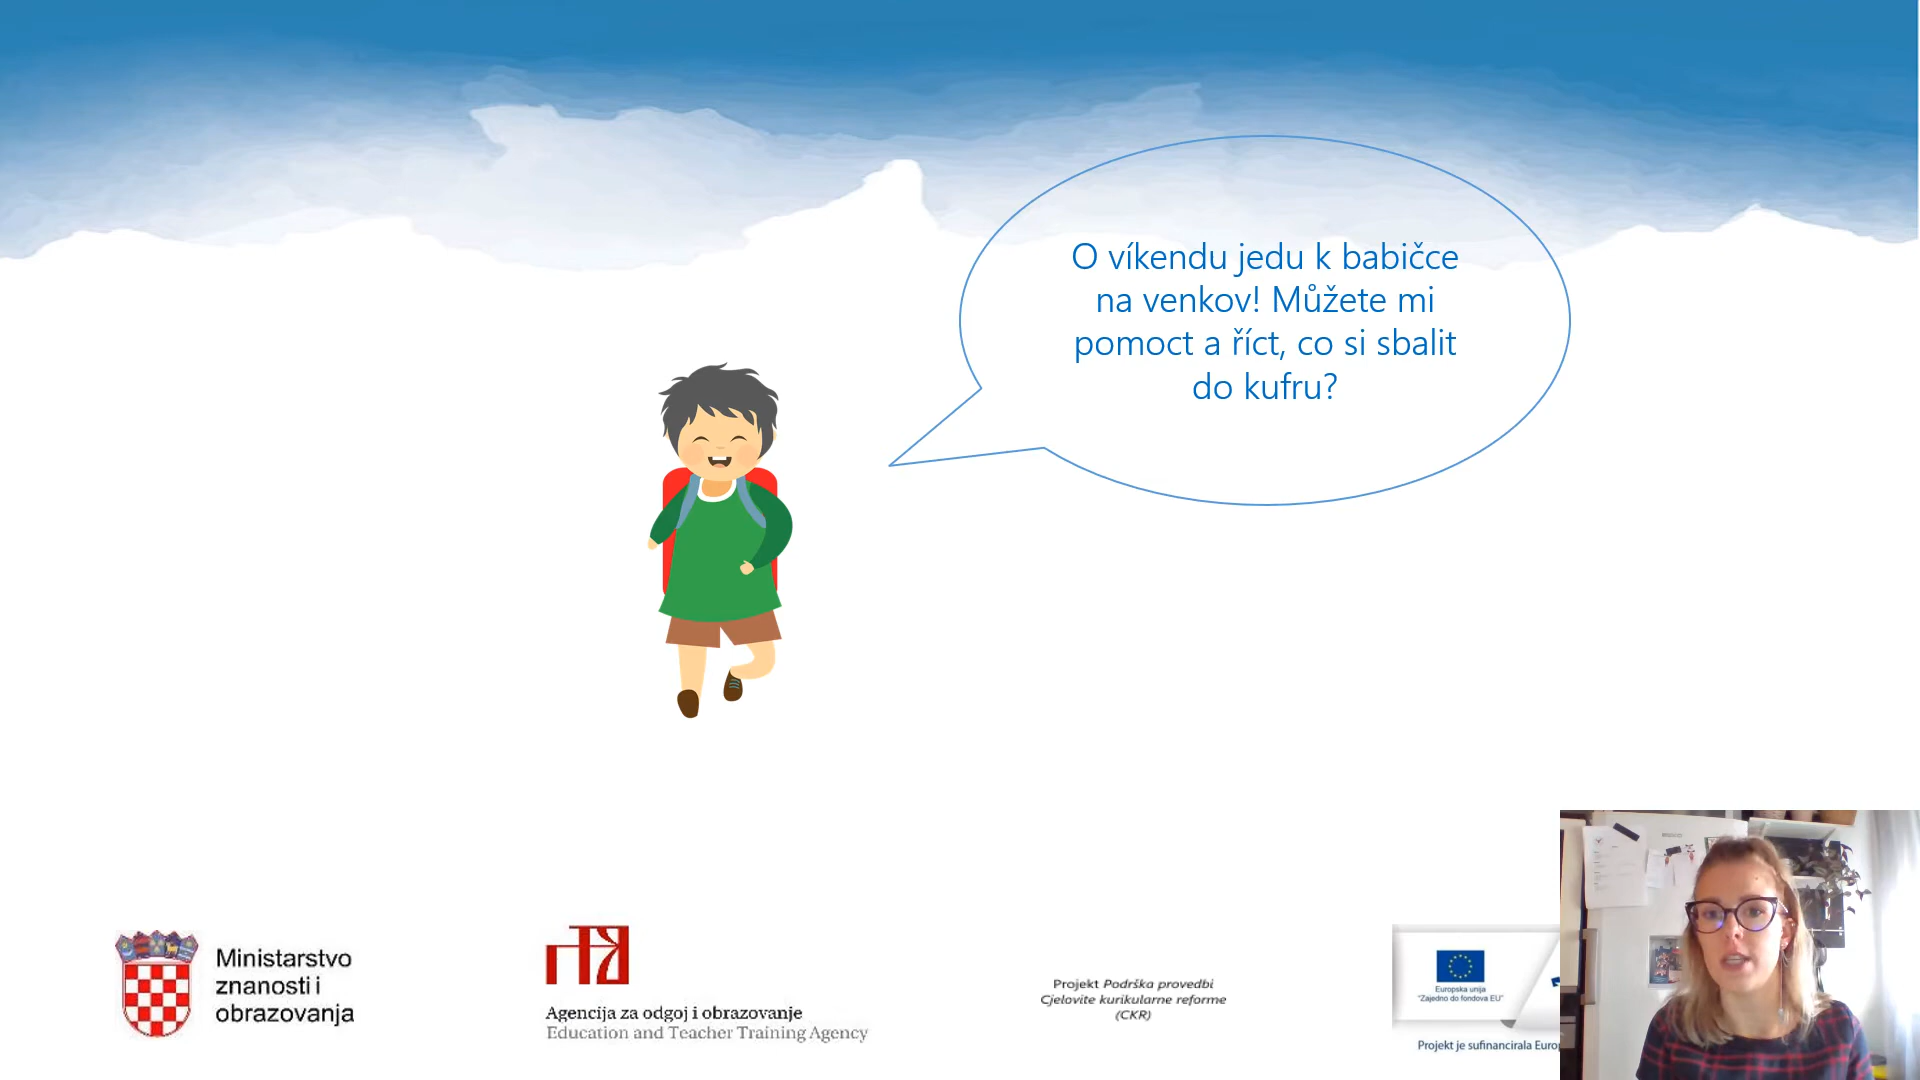 O víkendu jedu k babičce
na venkov! Můžete mi
pomoct a říct, co si sbalit
do kufru?
Ministarstvo
znanosti i
obrazovanja
Agencija za odgoj i obrazovanje
Education and Teacher Training Agency
Projekt Podrška provedbi
Cjelovite kurikularne reforme
(CKR)
Europska unija
"Zajedno do fondova EU"
Projekt je sufinancirala